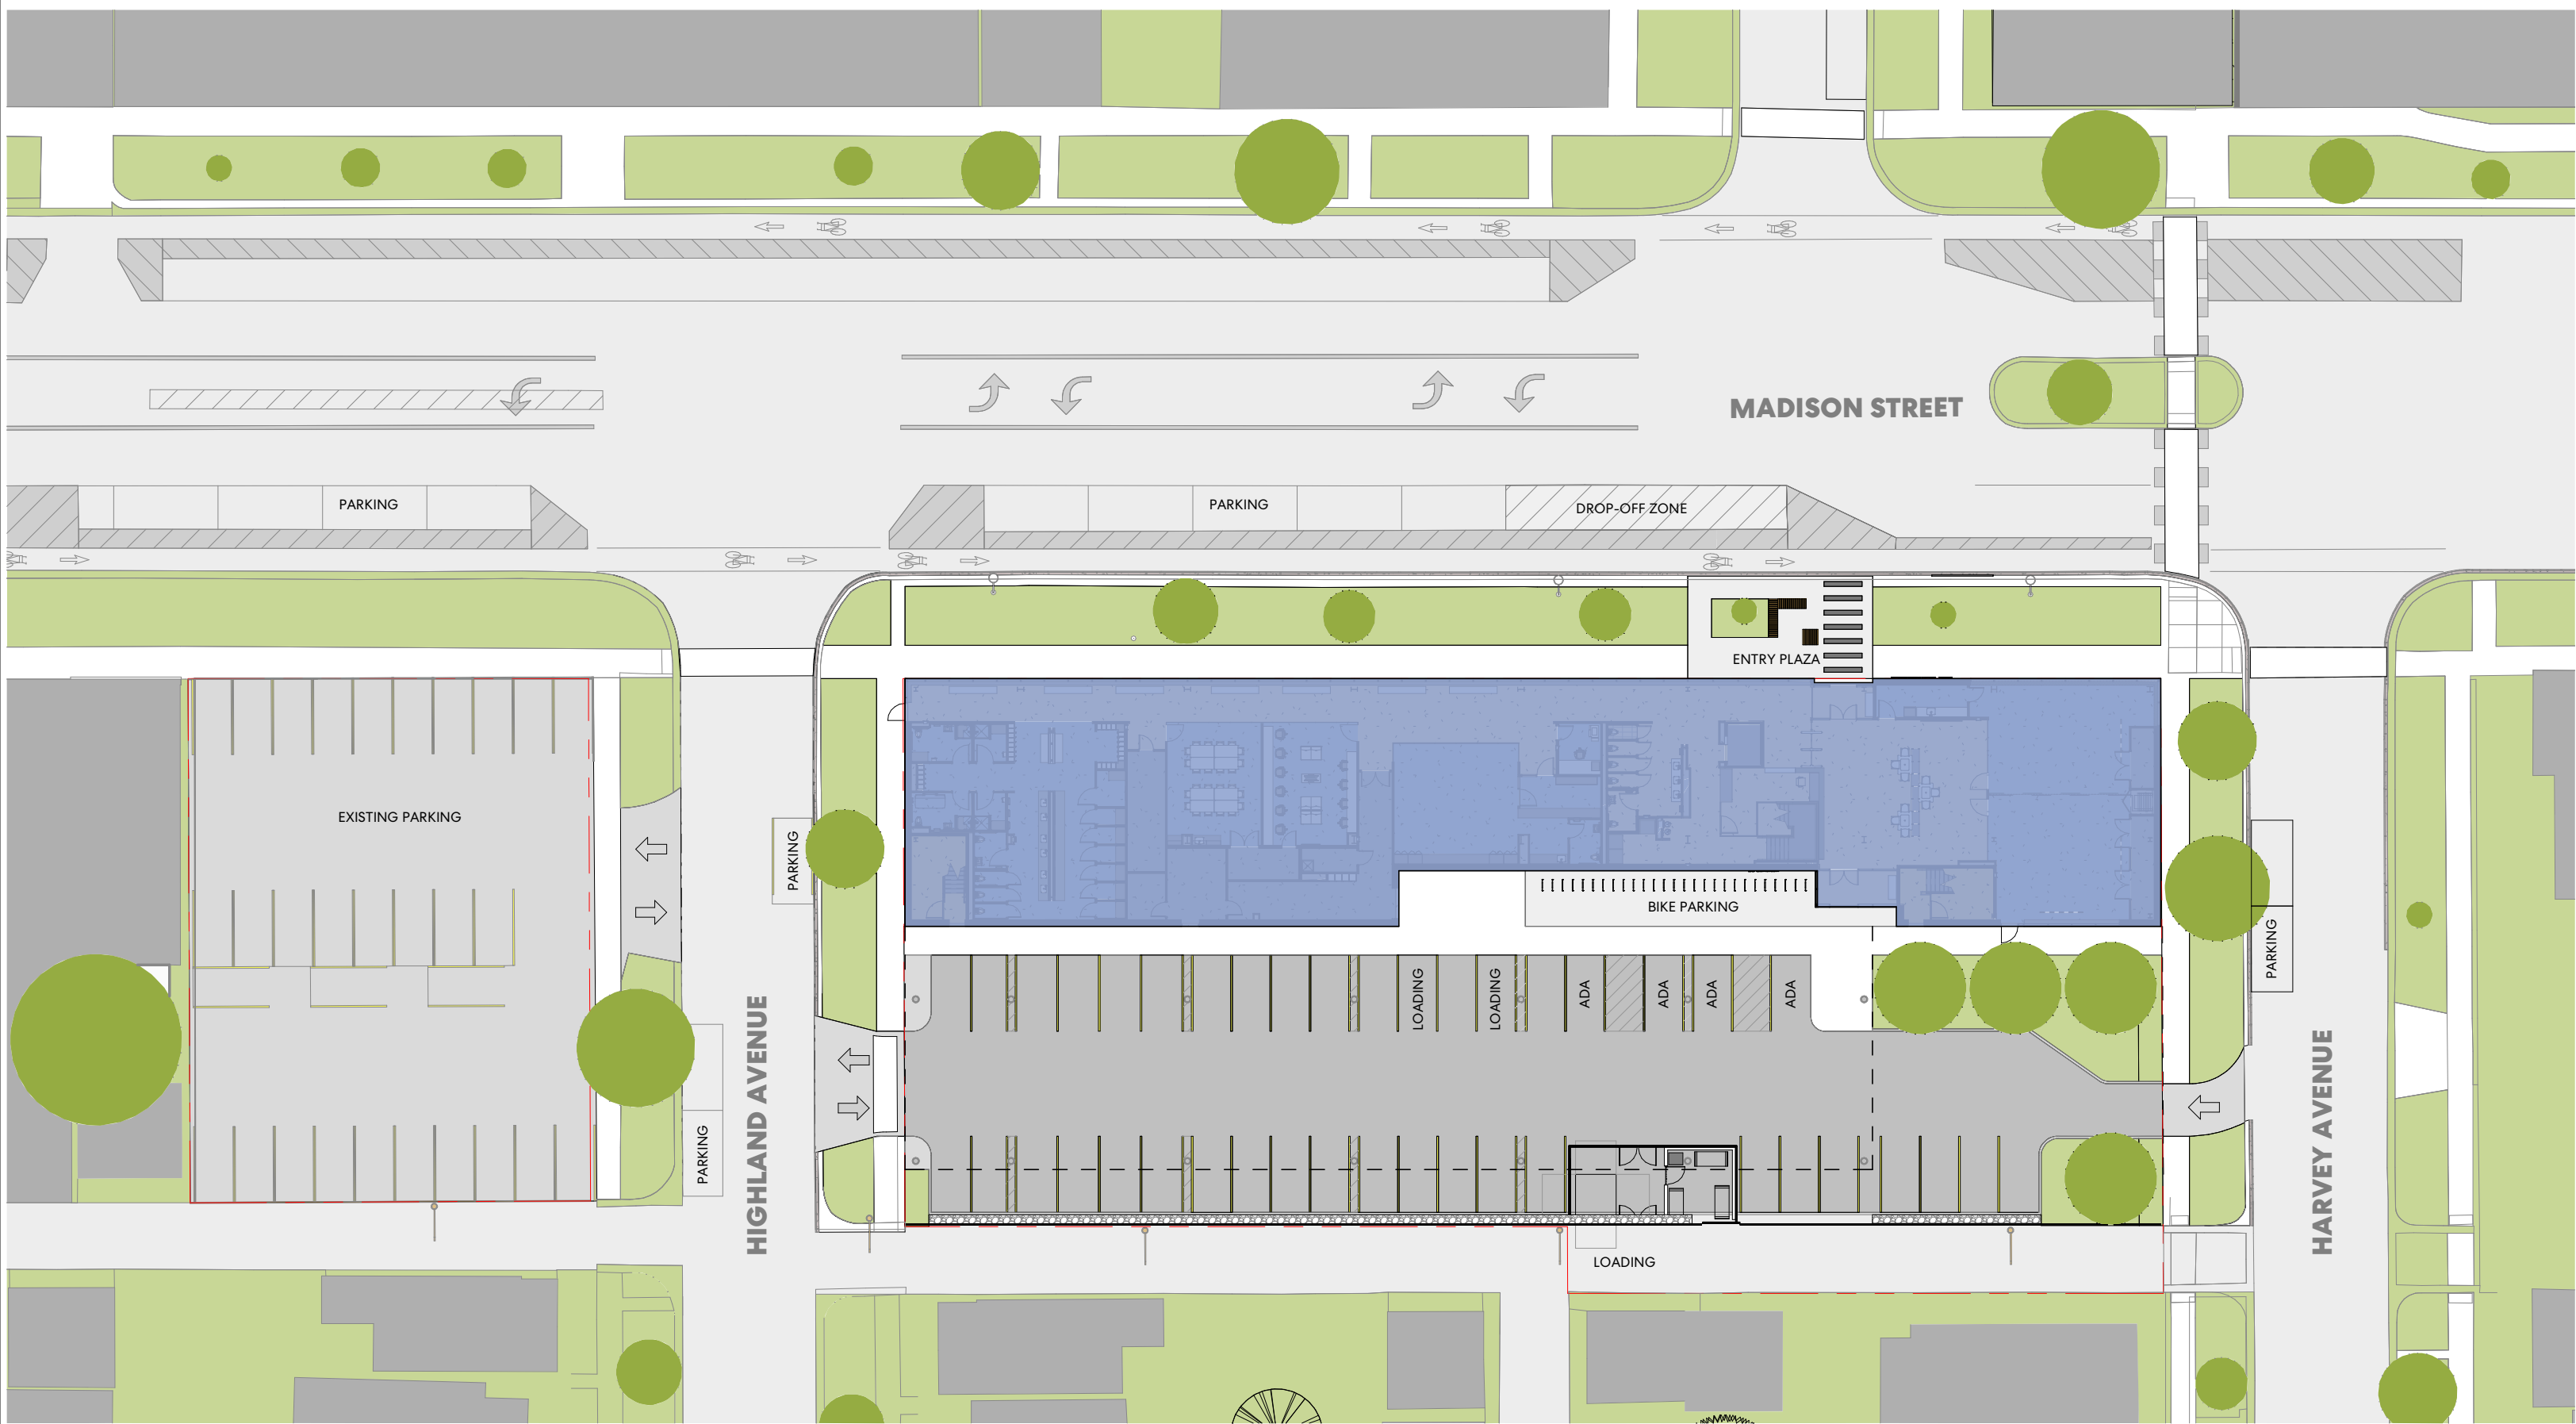 MADISON STREET
PARKING
PARKING
DROP-OFF ZONE
ENTRY PLAZA
EXISTING PARKING
PARKING
BIKE PARKING
PARKING
LOADING
LOADING
ADA
ADA
ADA
ADA
HIGHLAND AVENUE
HARVEY AVENUE
PARKING
LOADING